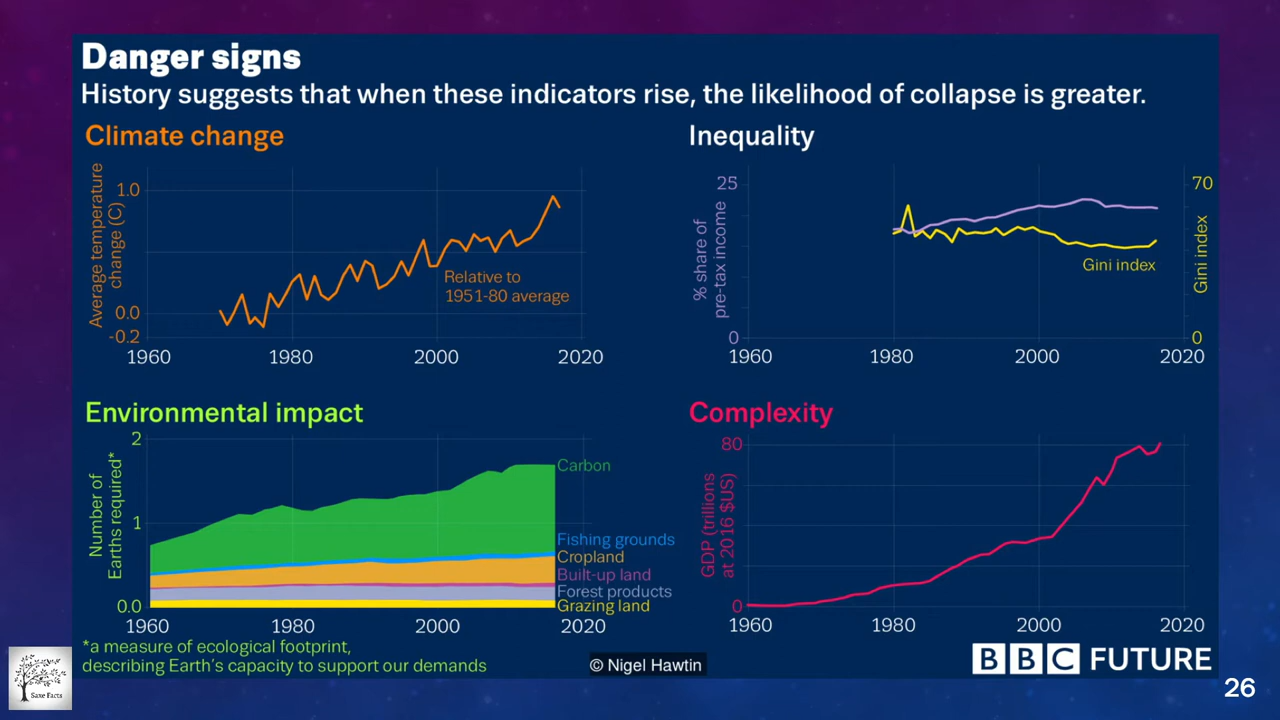 Danger signs
History suggests that when these indicators rise, the likelihood of collapse is greater.
Climate change
Average temperature
change (C)
1.0
0.0
-0.2
Relative to
1951-80 average
1960
1980
2000
2020
Inequality
% share of
pre-tax income
25
0
70
0
Gini index
Gini index
1960
1980
2000
2020
Environmental impact
Number of
Earths required*
2
1
0.0
Carbon
Fishing grounds
Cropland
Built-up land
Forest products
Grazing land
1960
1980
2000
2020
*a measure of ecological footprint,
describing Earth's capacity to support our demands
Complexity
GDP (trillions
at 2016 $US)
80
0
1960
1980
2000
2020
© Nigel Hawtin
BBC FUTURE
Saxe Facts
26